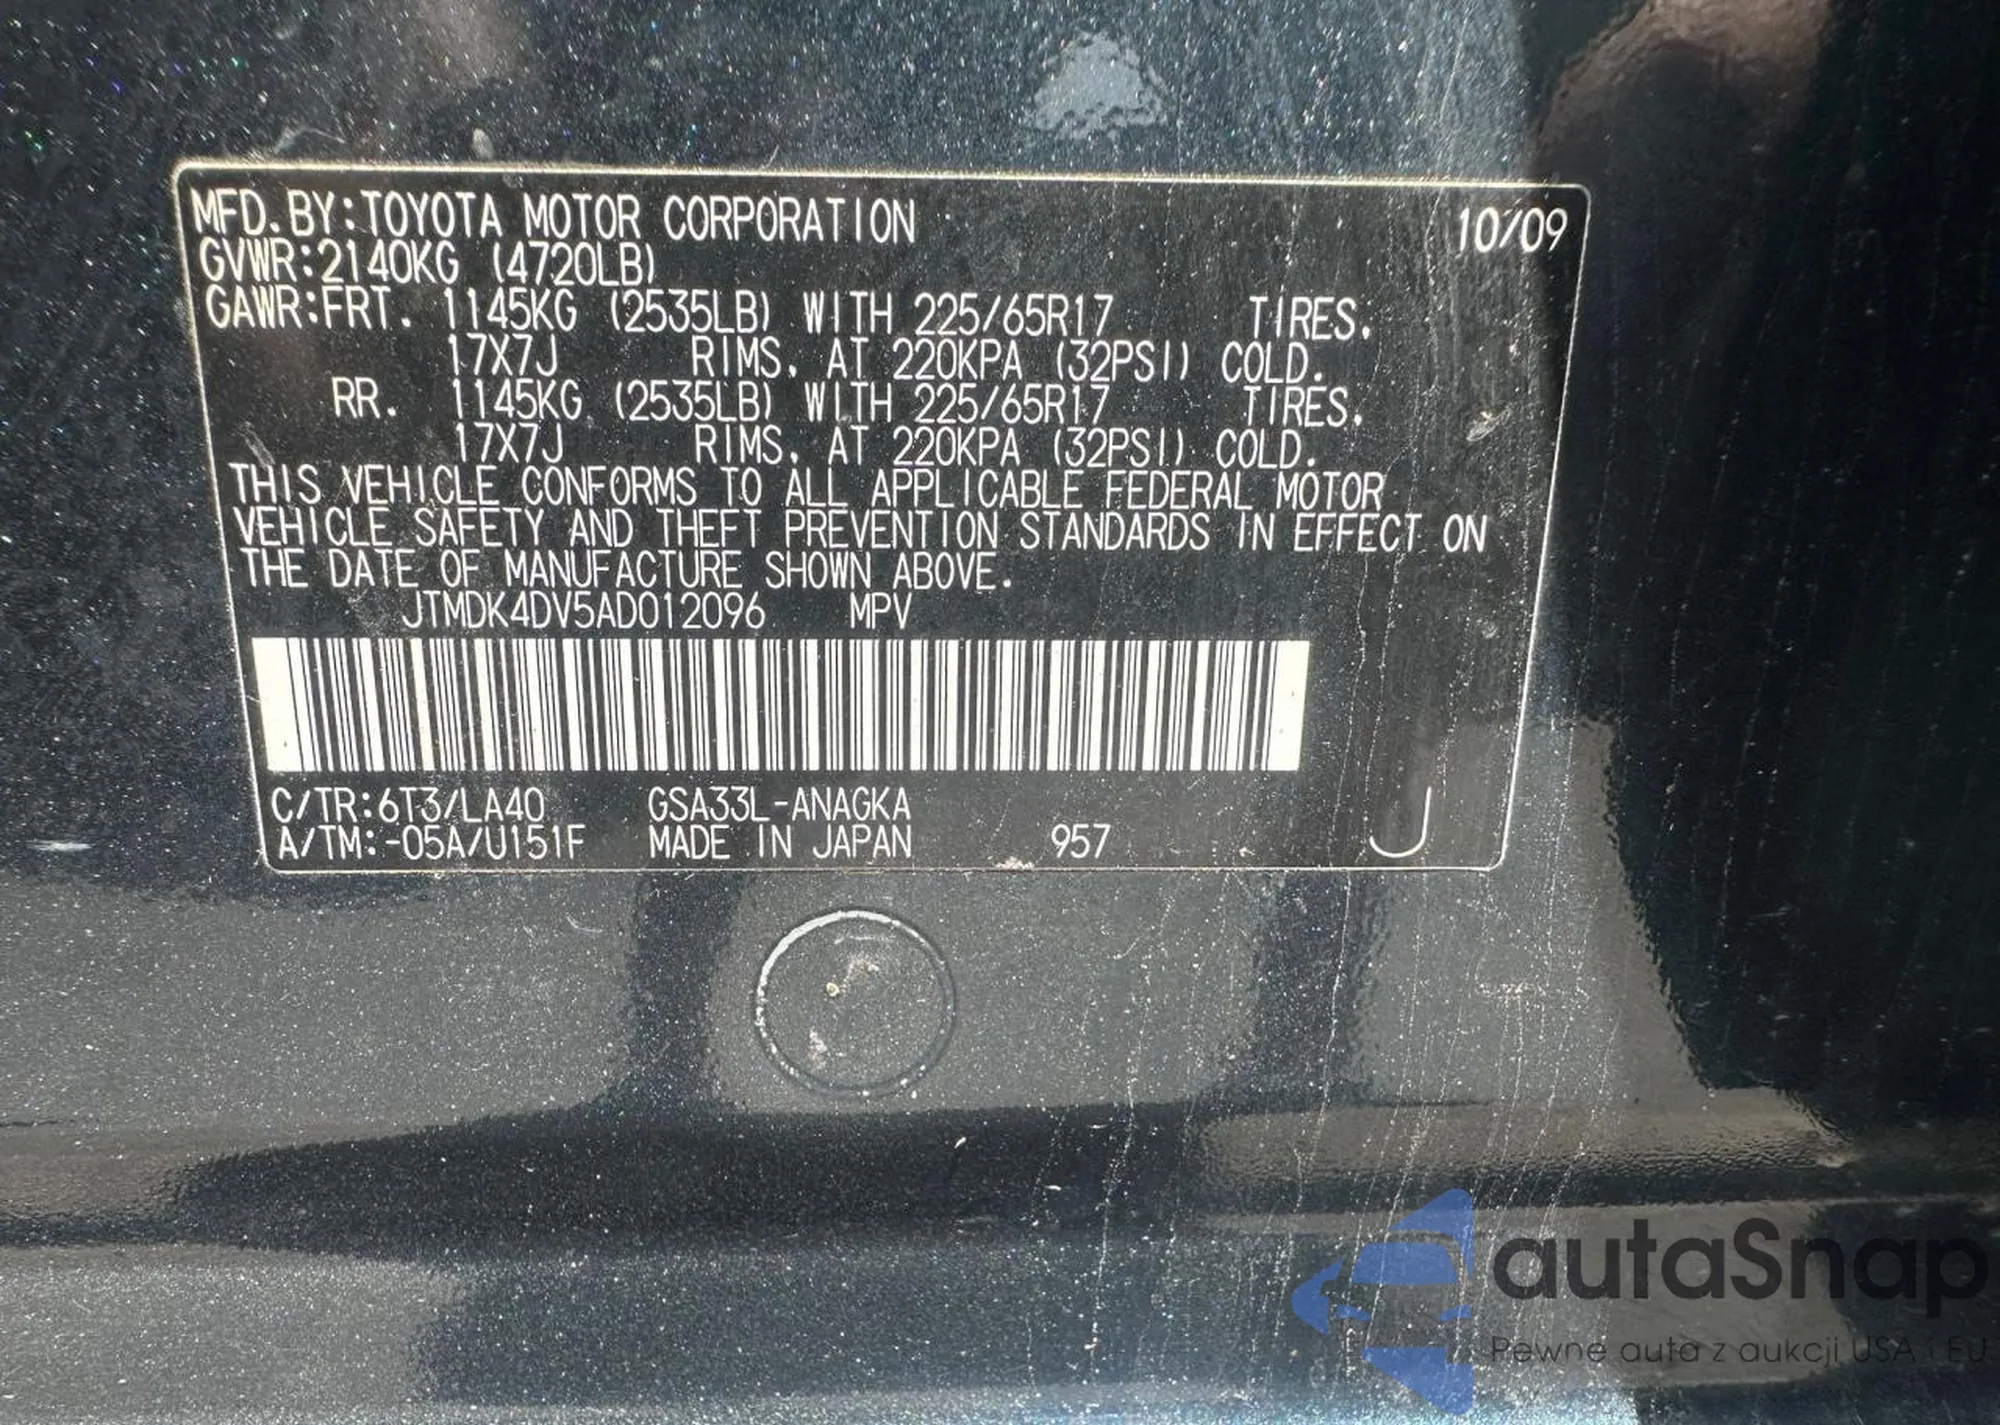 MFD.BY:TOYOTA MOTOR CORPORATION 10/09
GVWR:2140KG (4720LB)
GAWR:FRT. 1145KG (2535LB) WITH 225/65R17 TIRES,
17X7J RIMS, AT 220KPA (32PSI) COLD.
RR. 1145KG (2535LB) WITH 225/65R17 TIRES,
17X7J RIMS, AT 220KPA (32PSI) COLD.
THIS VEHICLE CONFORMS TO ALL APPLICABLE FEDERAL MOTOR
VEHICLE SAFETY AND THEFT PREVENTION STANDARDS IN EFFECT ON
THE DATE OF MANUFACTURE SHOWN ABOVE.
JTMDK4DV5AD012096 MPV
C/TR:6T3/LA40 GSA33L-ANAGKA
A/TM:-05A/U151F MADE IN JAPAN 957 J
autaSnap
Pewne auta z aukcji USA i EU